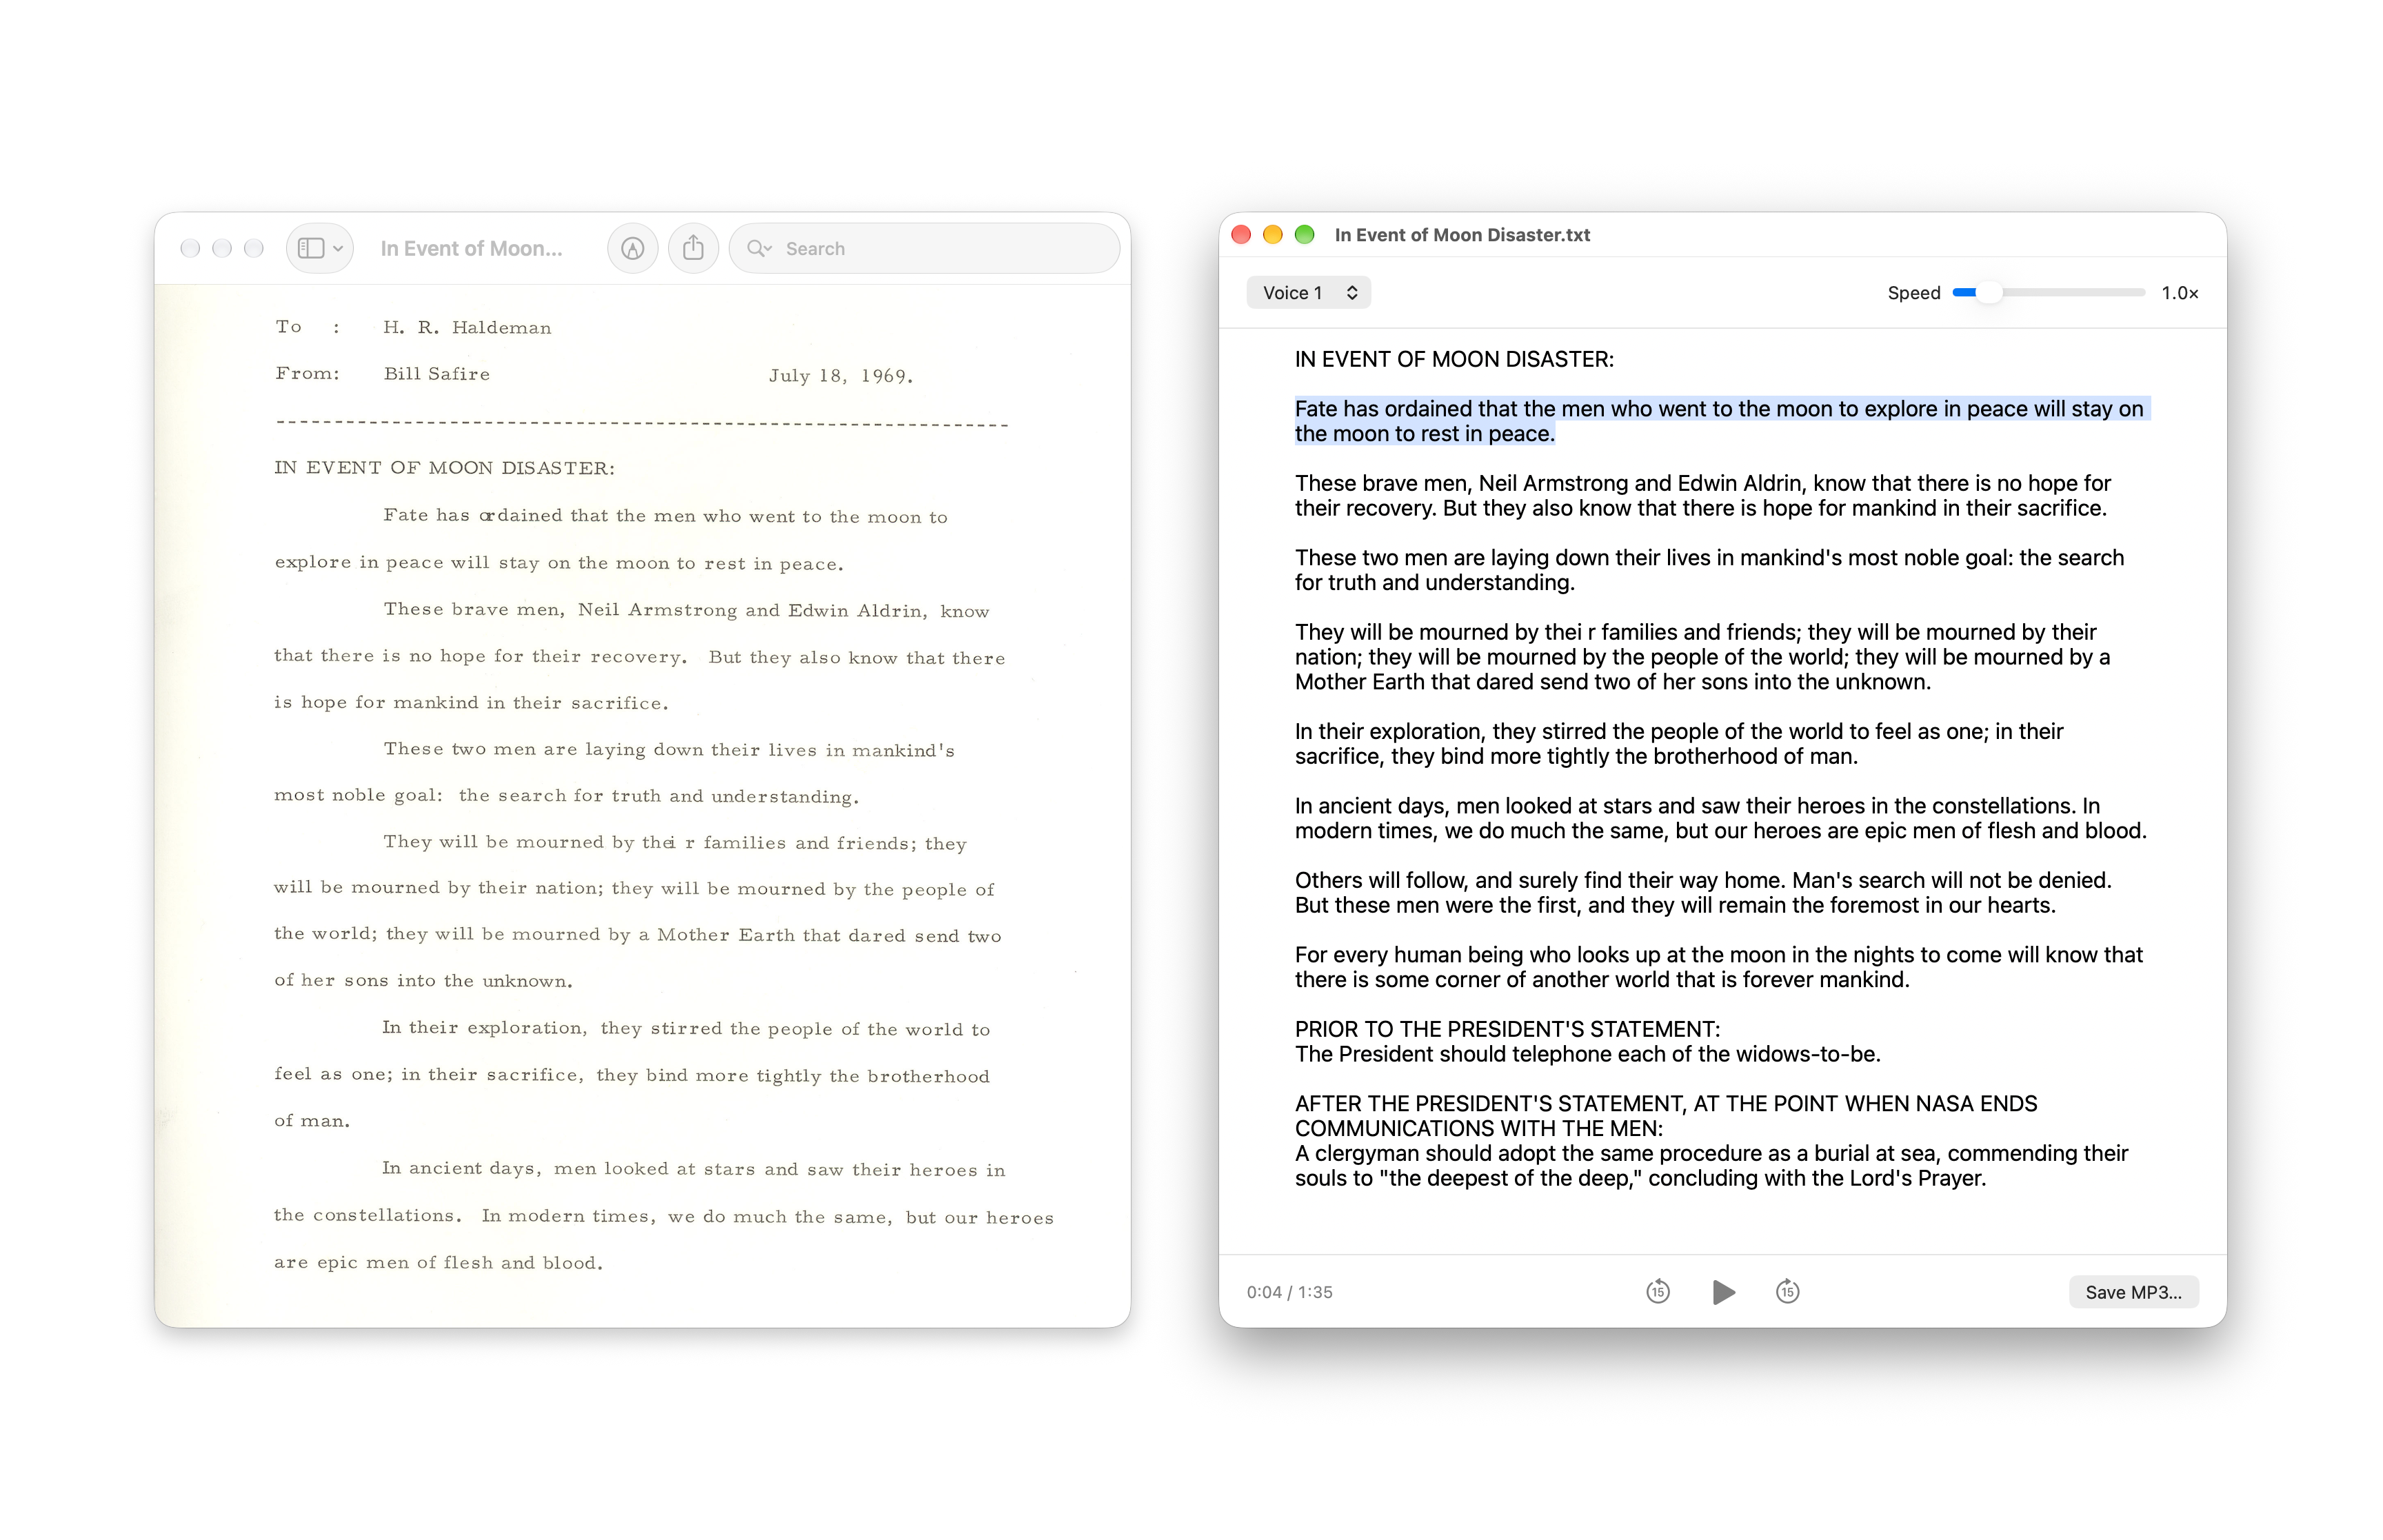 In Event of Moon...
Search
To : H. R. Haldeman
From: Bill Safire July 18, 1969.
--------------------------------------------------------------------------
IN EVENT OF MOON DISASTER:
Fate has ordained that the men who went to the moon to
explore in peace will stay on the moon to rest in peace.
These brave men, Neil Armstrong and Edwin Aldrin, know
that there is no hope for their recovery. But they also know that there
is hope for mankind in their sacrifice.
These two men are laying down their lives in mankind's
most noble goal: the search for truth and understanding.
They will be mourned by thei r families and friends; they
will be mourned by their nation; they will be mourned by the people of
the world; they will be mourned by a Mother Earth that dared send two
of her sons into the unknown.
In their exploration, they stirred the people of the world to
feel as one; in their sacrifice, they bind more tightly the brotherhood
of man.
In ancient days, men looked at stars and saw their heroes in
the constellations. In modern times, we do much the same, but our heroes
are epic men of flesh and blood.
In Event of Moon Disaster.txt
Voice 1 Speed 1.0×
IN EVENT OF MOON DISASTER:
Fate has ordained that the men who went to the moon to explore in peace will stay on
the moon to rest in peace.
These brave men, Neil Armstrong and Edwin Aldrin, know that there is no hope for
their recovery. But they also know that there is hope for mankind in their sacrifice.
These two men are laying down their lives in mankind's most noble goal: the search
for truth and understanding.
They will be mourned by thei r families and friends; they will be mourned by their
nation; they will be mourned by the people of the world; they will be mourned by a
Mother Earth that dared send two of her sons into the unknown.
In their exploration, they stirred the people of the world to feel as one; in their
sacrifice, they bind more tightly the brotherhood of man.
In ancient days, men looked at stars and saw their heroes in the constellations. In
modern times, we do much the same, but our heroes are epic men of flesh and blood.
Others will follow, and surely find their way home. Man's search will not be denied.
But these men were the first, and they will remain the foremost in our hearts.
For every human being who looks up at the moon in the nights to come will know that
there is some corner of another world that is forever mankind.
PRIOR TO THE PRESIDENT'S STATEMENT:
The President should telephone each of the widows-to-be.
AFTER THE PRESIDENT'S STATEMENT, AT THE POINT WHEN NASA ENDS
COMMUNICATIONS WITH THE MEN:
A clergyman should adopt the same procedure as a burial at sea, commending their
souls to "the deepest of the deep," concluding with the Lord's Prayer.
0:04 / 1:35 15 15 Save MP3...